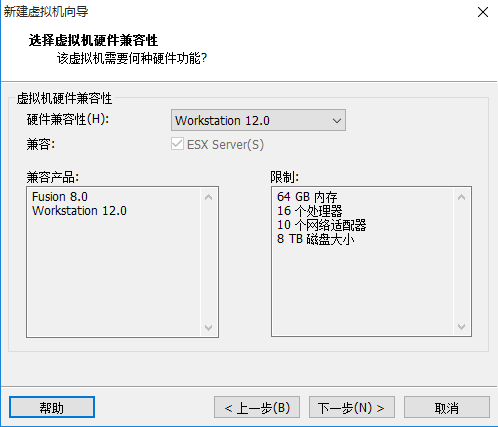 新建虚拟机向导
选择虚拟机硬件兼容性
该虚拟机需要何种硬件功能?
虚拟机硬件兼容性
硬件兼容性(H):
Workstation 12.0
兼容:
ESX Server(S)
兼容产品:
限制:
Fusion 8.0
Workstation 12.0
64 GB 内存
16 个处理器
10 个网络适配器
8 TB 磁盘大小
帮助
< 上一步(B)
下一步(N) >
取消